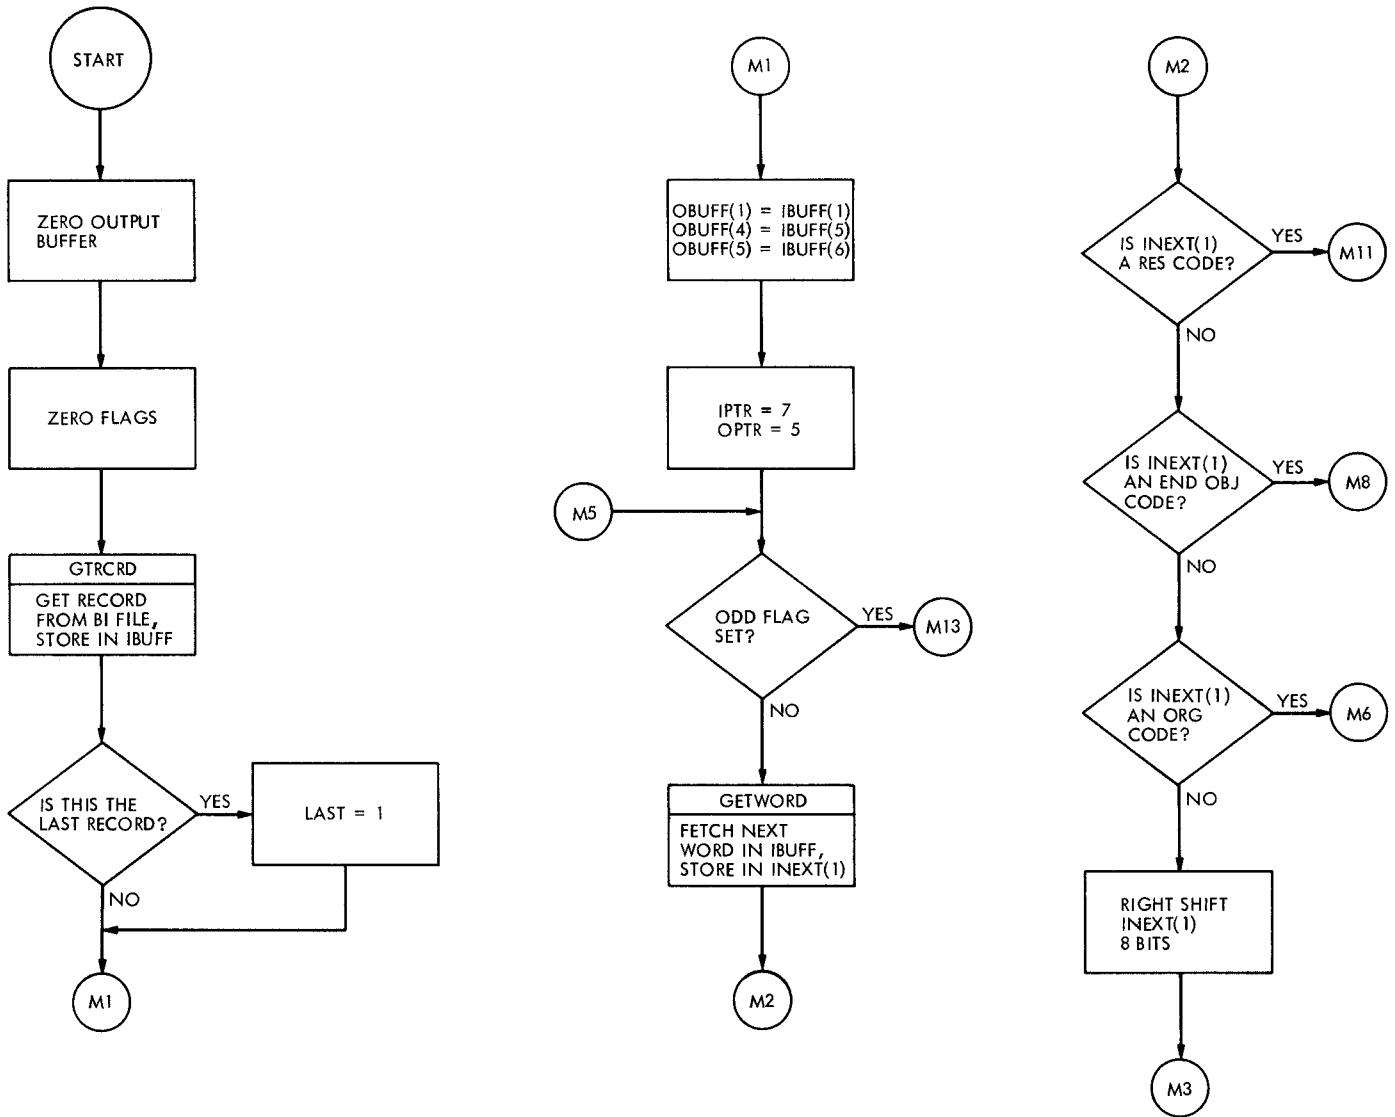 START
ZERO OUTPUT
BUFFER
ZERO FLAGS
GTRCRD
GET RECORD
FROM BI FILE,
STORE IN IBUFF
IS THIS THE
LAST RECORD?
YES
LAST = 1
NO
M1
M1
OBUFF(1) = IBUFF(1)
OBUFF(4) = IBUFF(5)
OBUFF(5) = IBUFF(6)
IPTR = 7
OPTR = 5
M5
ODD FLAG
SET?
YES
M13
NO
GETWORD
FETCH NEXT
WORD IN IBUFF,
STORE IN INEXT(1)
M2
M2
IS INEXT(1)
A RES CODE?
YES
M11
NO
IS INEXT(1)
AN END OBJ
CODE?
YES
M8
NO
IS INEXT(1)
AN ORG
CODE?
YES
M6
NO
RIGHT SHIFT
INEXT(1)
8 BITS
M3